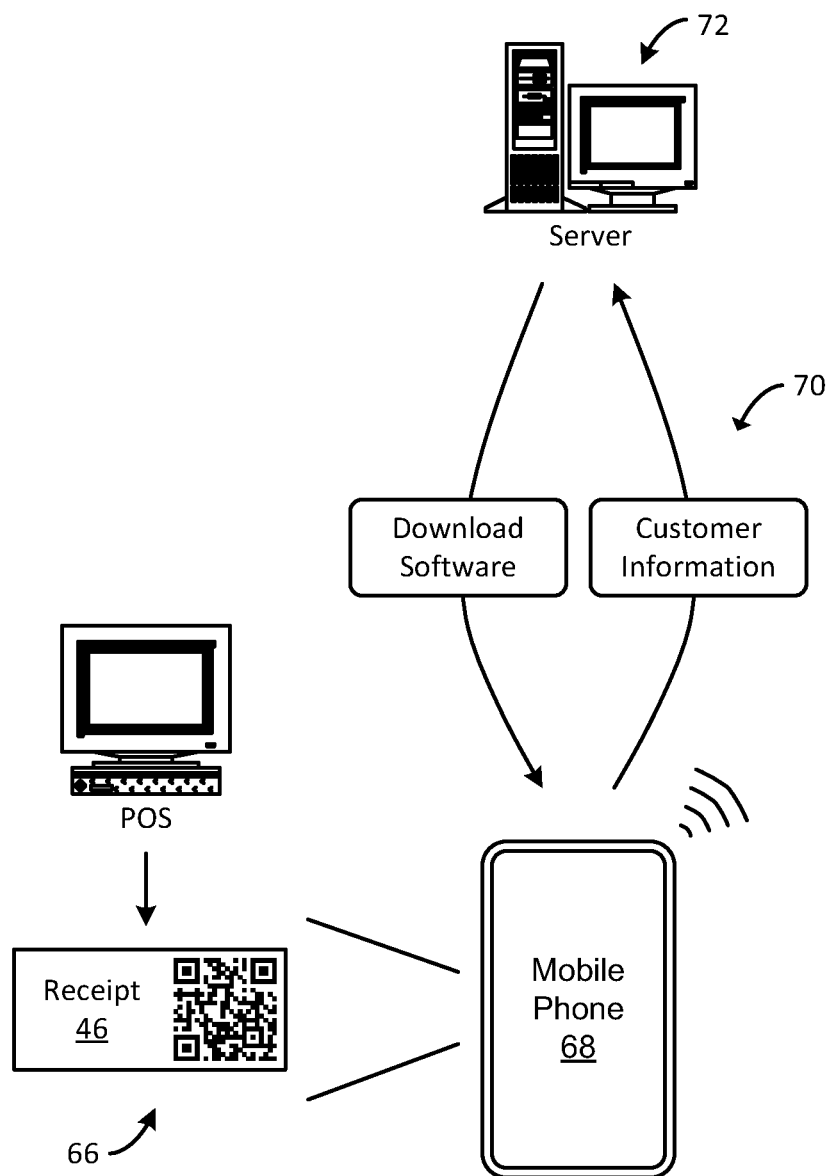 72
Server
70
Download
Software
Customer
Information
POS
Receipt
46
Mobile
Phone
68
66